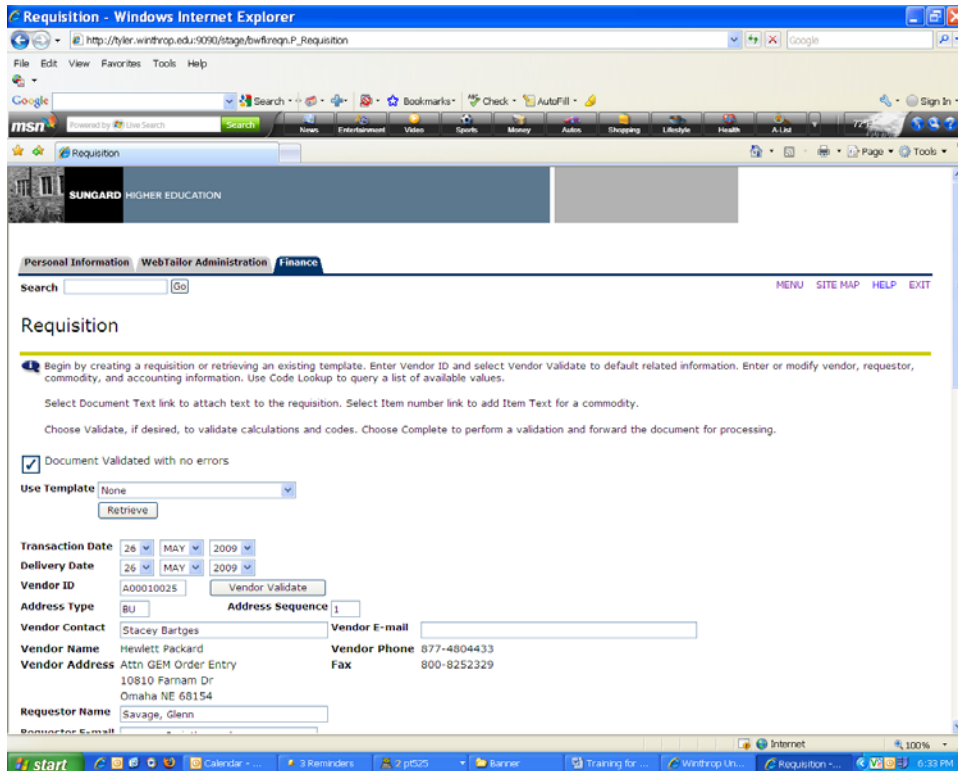 Requisition - Windows Internet Explorer
http://tyler.winthrop.edu:9090/stage/bwfkreqn.P_Requisition
Google
File Edit View Favorites Tools Help
Google Search Bookmarks Check AutoFill Sign In
msn Powered by Live Search Search News Entertainment Video Sports Money Autos Shopping Lifestyle Health A-List
Requisition Page Tools
SUNGARD HIGHER EDUCATION
Personal Information WebTailor Administration Finance
Search Go MENU SITE MAP HELP EXIT
Requisition
Begin by creating a requisition or retrieving an existing template. Enter Vendor ID and select Vendor Validate to default related information. Enter or modify vendor, requestor,
commodity, and accounting information. Use Code Lookup to query a list of available values.
Select Document Text link to attach text to the requisition. Select Item number link to add Item Text for a commodity.
Choose Validate, if desired, to validate calculations and codes. Choose Complete to perform a validation and forward the document for processing.
Document Validated with no errors
Use Template None
Retrieve
Transaction Date 26 MAY 2009
Delivery Date 26 MAY 2009
Vendor ID A00010025 Vendor Validate
Address Type BU Address Sequence 1
Vendor Contact Stacey Bartges Vendor E-mail
Vendor Name Hewlett Packard Vendor Phone 877-4804433
Vendor Address Attn GEM Order Entry Fax 800-8252329
10810 Farnam Dr
Omaha NE 68154
Requestor Name Savage, Glenn
Requestor E-mail
Internet 100%
start Calendar - ... 3 Reminders 2 pt525 Banner Training for ... Winthrop Un... Requisition -... 6:33 PM